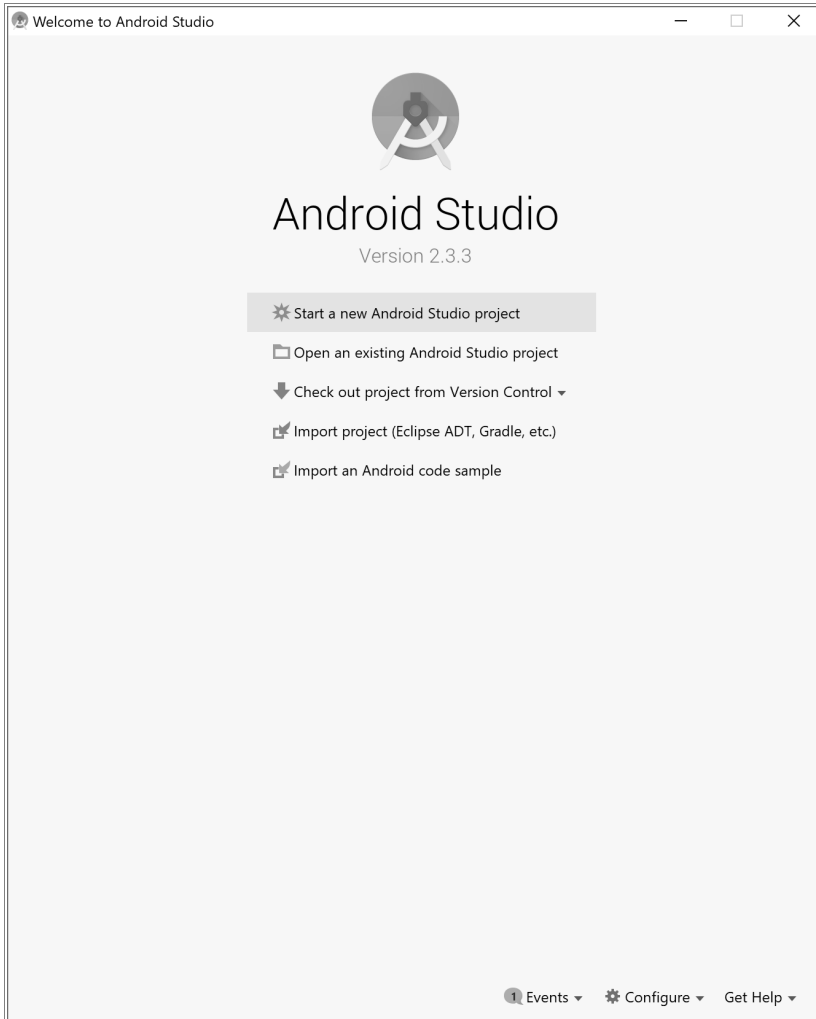 Welcome to Android Studio
Android Studio
Version 2.3.3
Start a new Android Studio project
Open an existing Android Studio project
Check out project from Version Control
Import project (Eclipse ADT, Gradle, etc.)
Import an Android code sample
1 Events Configure Get Help